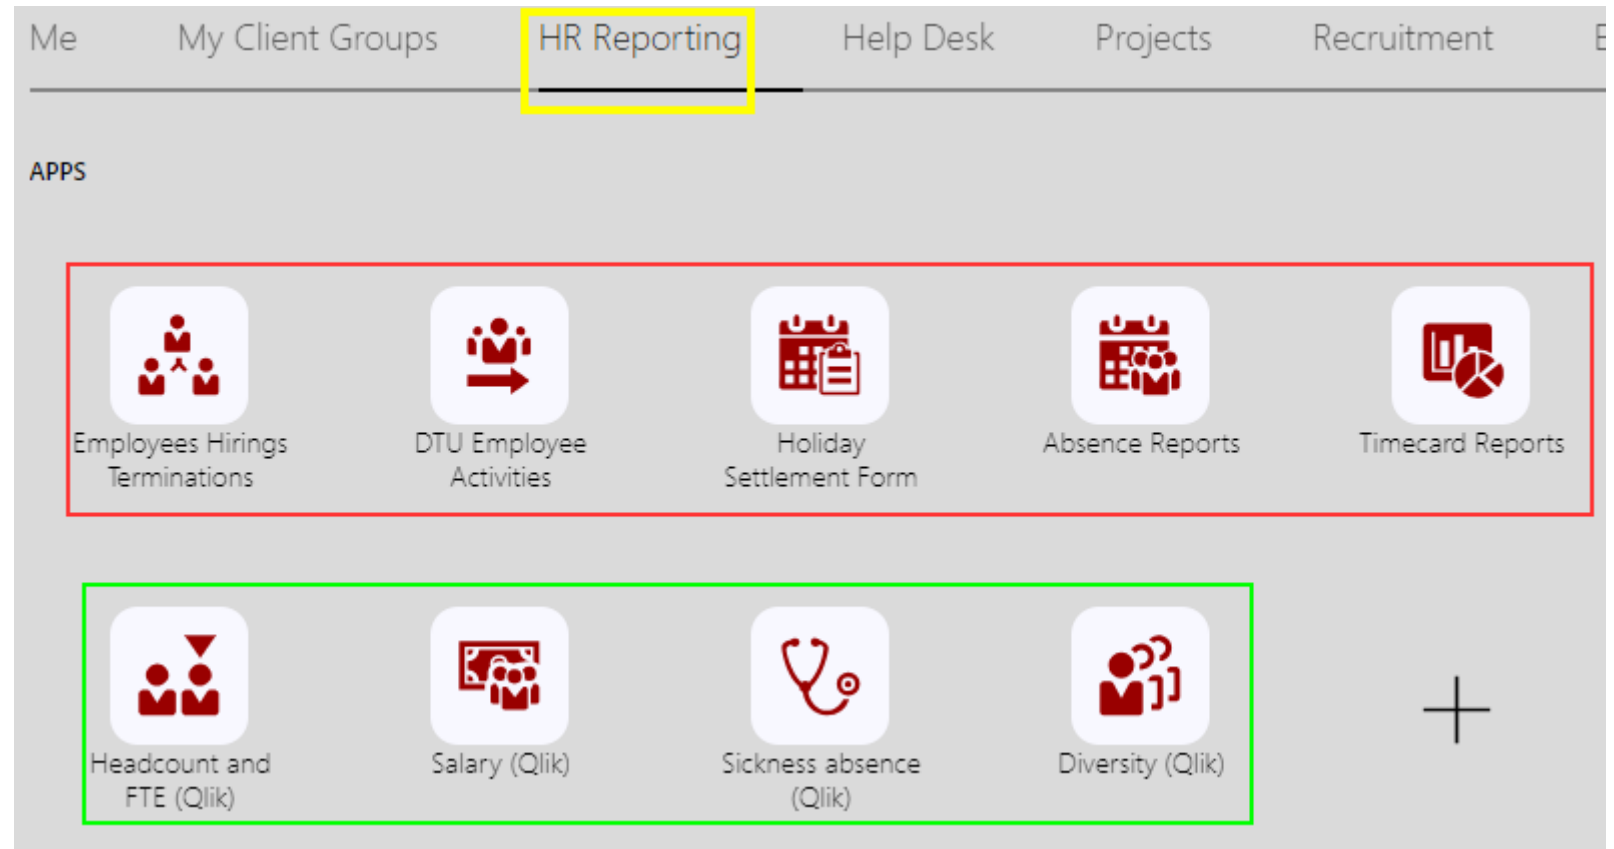 Me My Client Groups HR Reporting Help Desk Projects Recruitment
APPS
Employees Hirings Terminations
DTU Employee Activities
Holiday Settlement Form
Absence Reports
Timecard Reports
Headcount and FTE (Qlik)
Salary (Qlik)
Sickness absence (Qlik)
Diversity (Qlik)